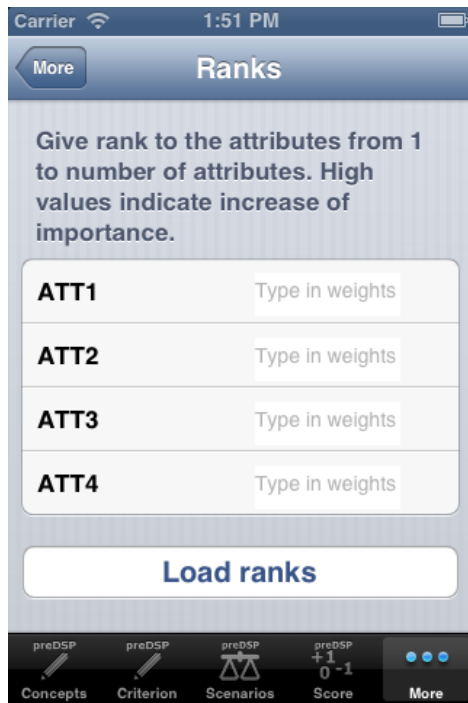 Carrier 1:51 PM
More Ranks
Give rank to the attributes from 1
to number of attributes. High
values indicate increase of
importance.
ATT1 Type in weights
ATT2 Type in weights
ATT3 Type in weights
ATT4 Type in weights
Load ranks
preDSP preDSP preDSP preDSP
+1
0 -1
Concepts Criterion Scenarios Score More